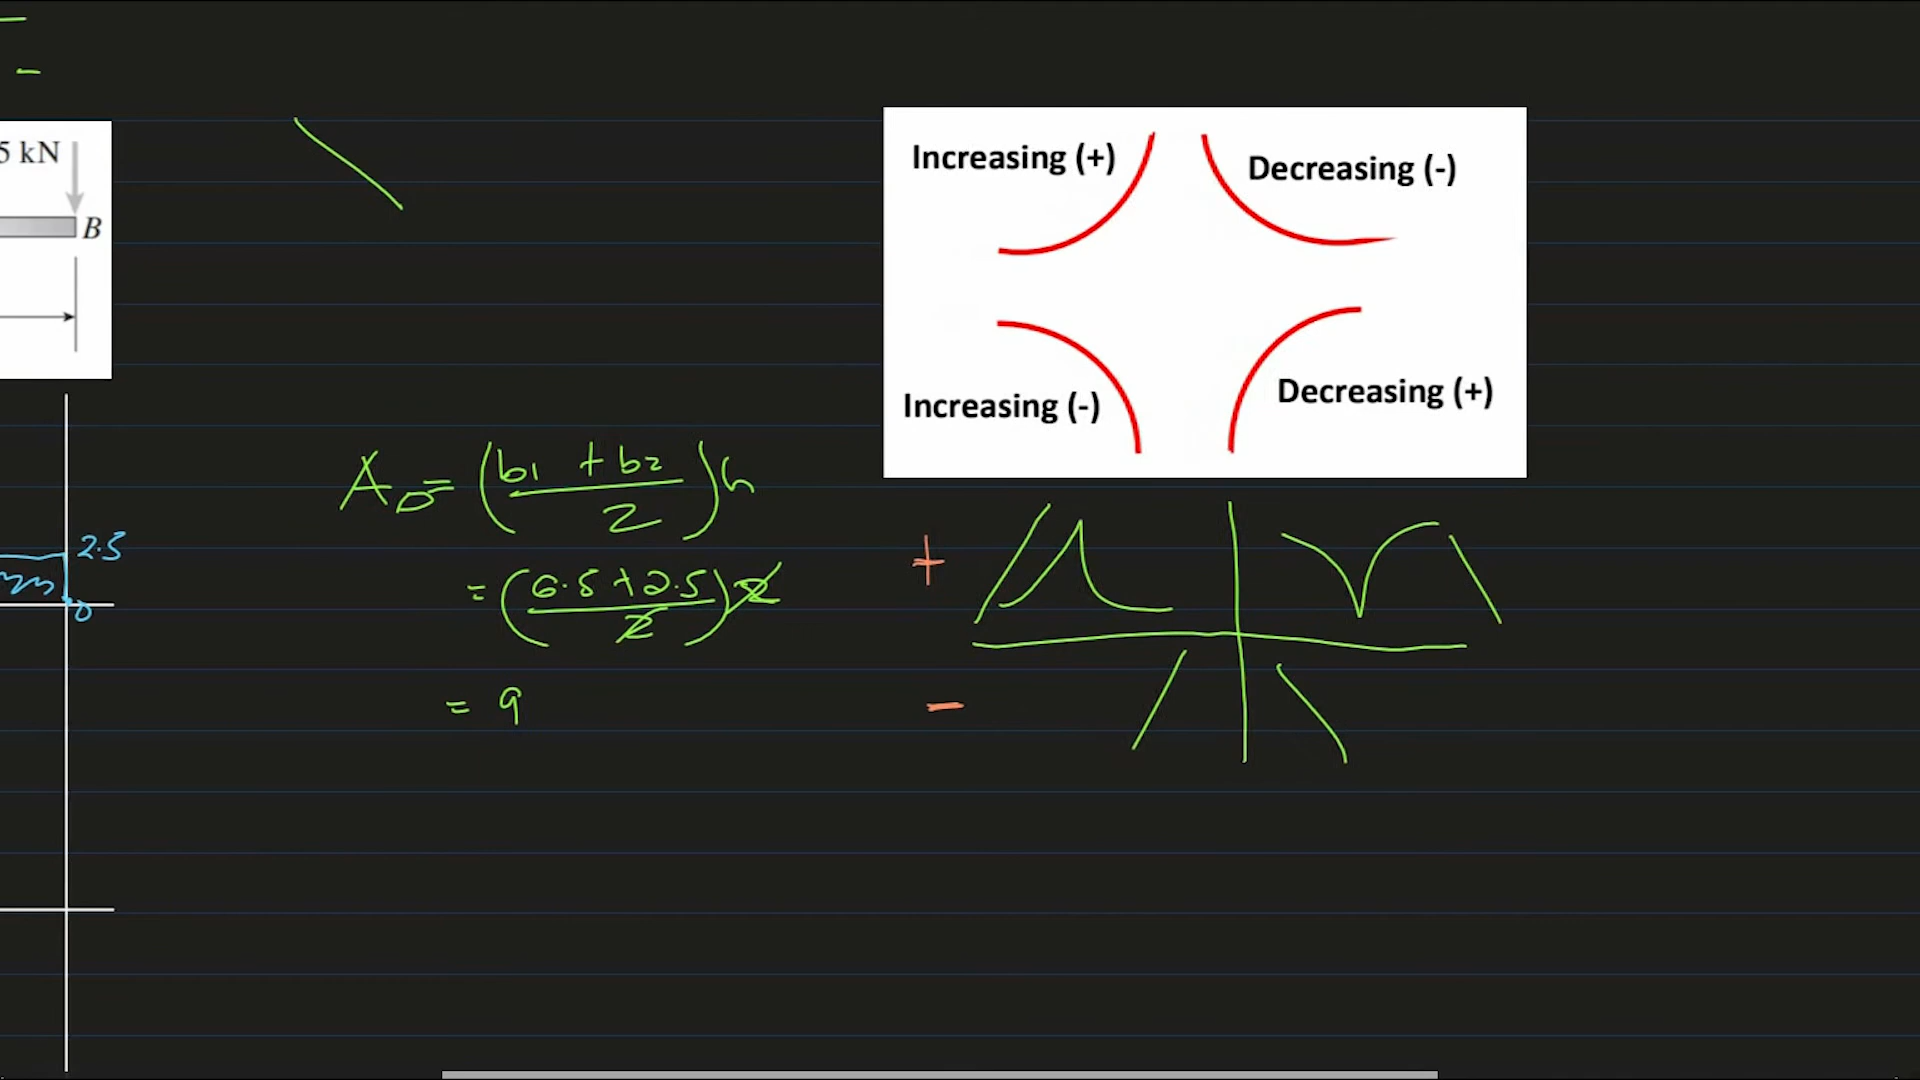 -
5 kN
B
Increasing (+)
Decreasing (-)
Increasing (-)
Decreasing (+)
A▱ = (b1 + b2 / 2) h
2.5
0
= (6.5 + 2.5 / 2) 2
= 9
+
-